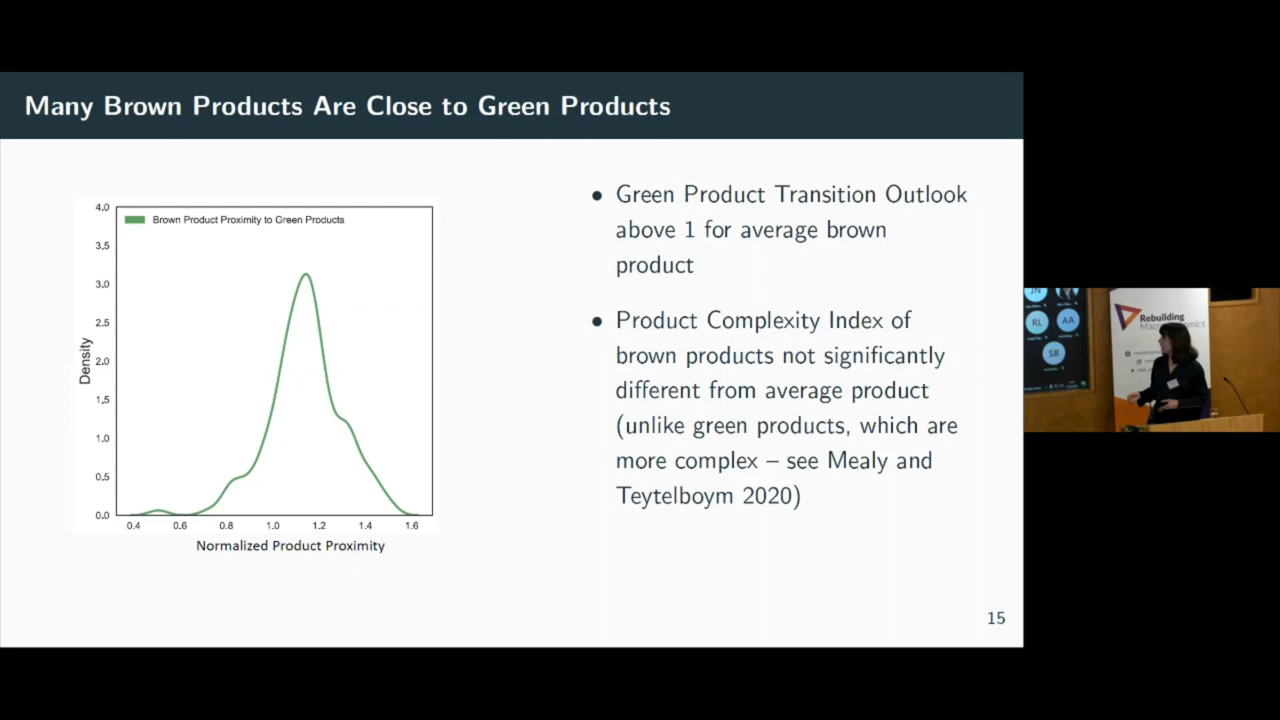 Many Brown Products Are Close to Green Products
4.0
3.5
3.0
2.5
2.0
1.5
1.0
0.5
0.0
Density
Brown Product Proximity to Green Products
0.4 0.6 0.8 1.0 1.2 1.4 1.6
Normalized Product Proximity
• Green Product Transition Outlook
above 1 for average brown
product
• Product Complexity Index of
brown products not significantly
different from average product
(unlike green products, which are
more complex – see Mealy and
Teytelboym 2020)
15
JN
RL
AA
SB
Rebuilding